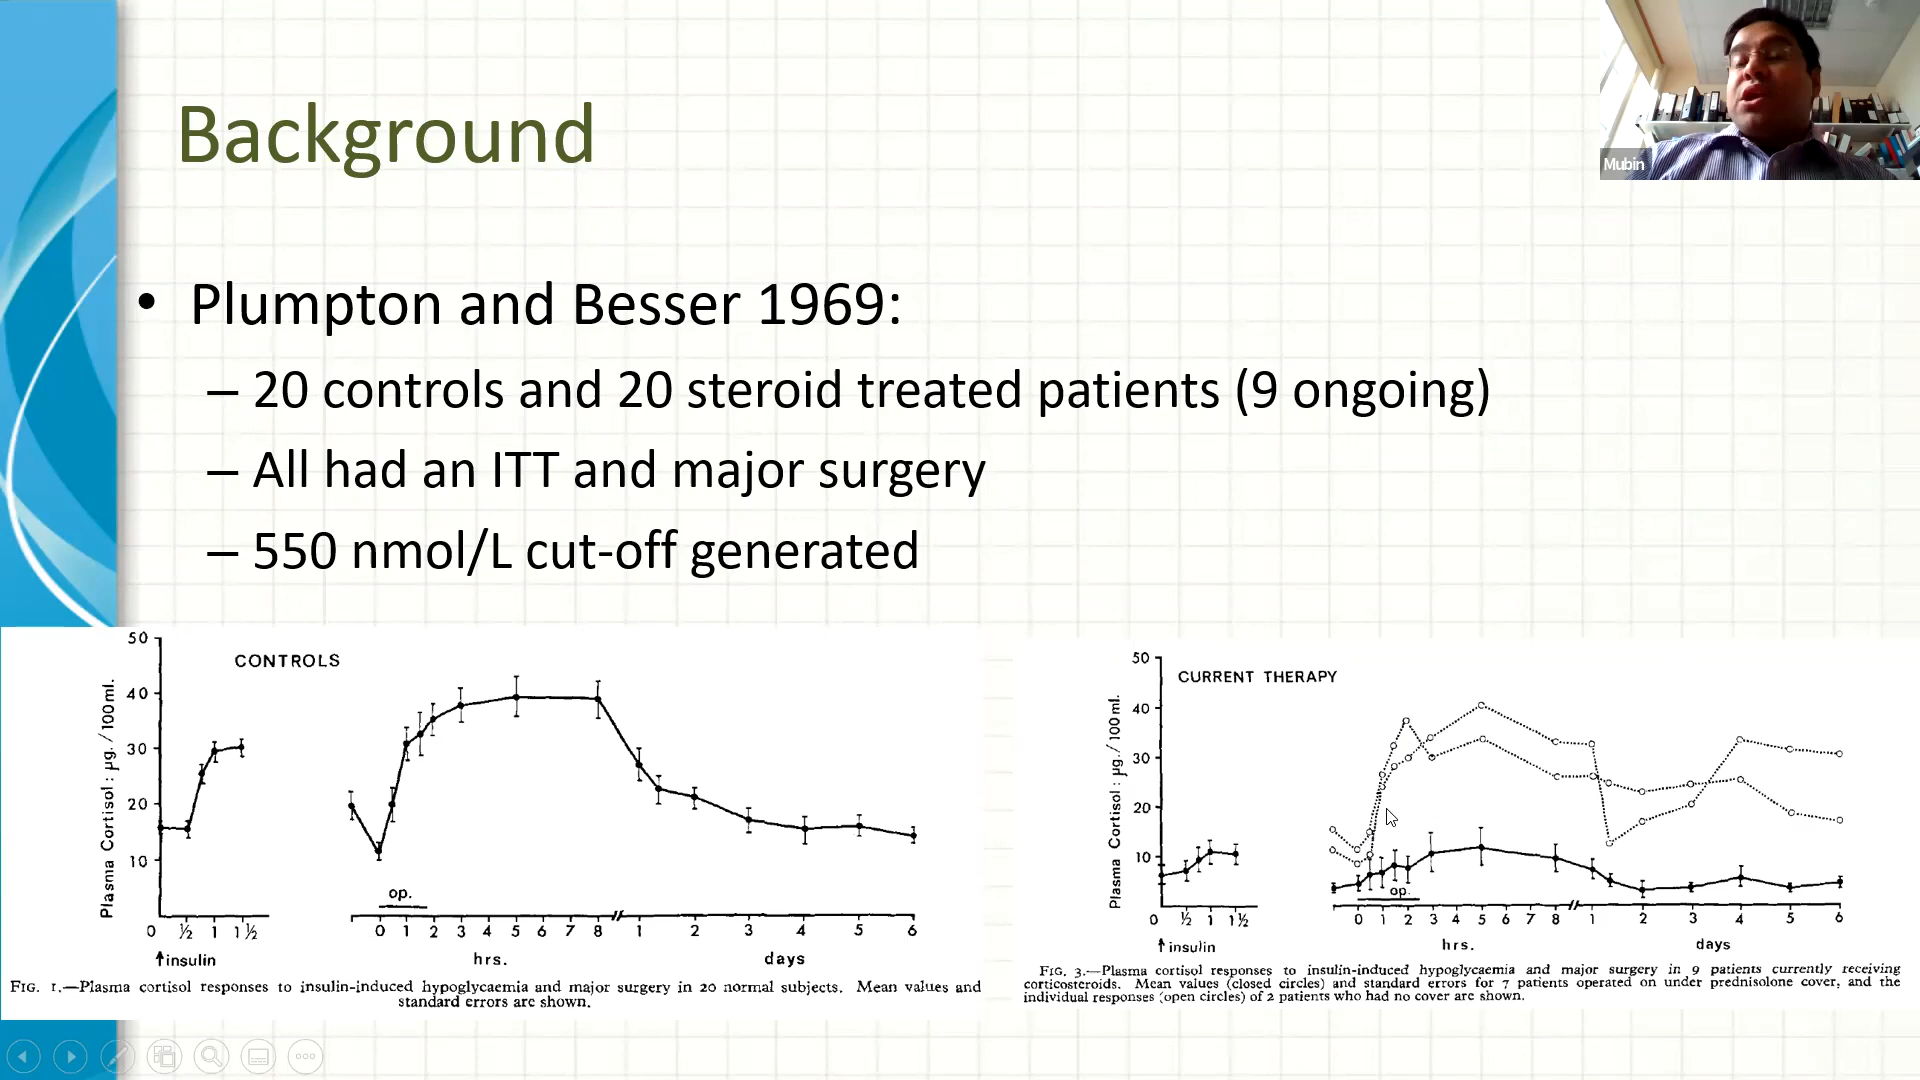 Mubin
Background
• Plumpton and Besser 1969:
– 20 controls and 20 steroid treated patients (9 ongoing)
– All had an ITT and major surgery
– 550 nmol/L cut-off generated
CONTROLS
Plasma Cortisol : µg. / 100 ml.
50
40
30
20
10
op.
0 ½ 1 1½ 0 1 2 3 4 5 6 7 8 1 2 3 4 5 6
insulin hrs. days
FIG. 1.—Plasma cortisol responses to insulin-induced hypoglycaemia and major surgery in 20 normal subjects. Mean values and
standard errors are shown.
CURRENT THERAPY
Plasma Cortisol : µg. / 100 ml.
50
40
30
20
10
op.
0 ½ 1 1½ 0 1 2 3 4 5 6 7 8 1 2 3 4 5 6
insulin hrs. days
FIG. 3.—Plasma cortisol responses to insulin-induced hypoglycaemia and major surgery in 9 patients currently receiving
corticosteroids. Mean values (closed circles) and standard errors for 7 patients operated on under prednisolone cover, and the
individual responses (open circles) of 2 patients who had no cover are shown.